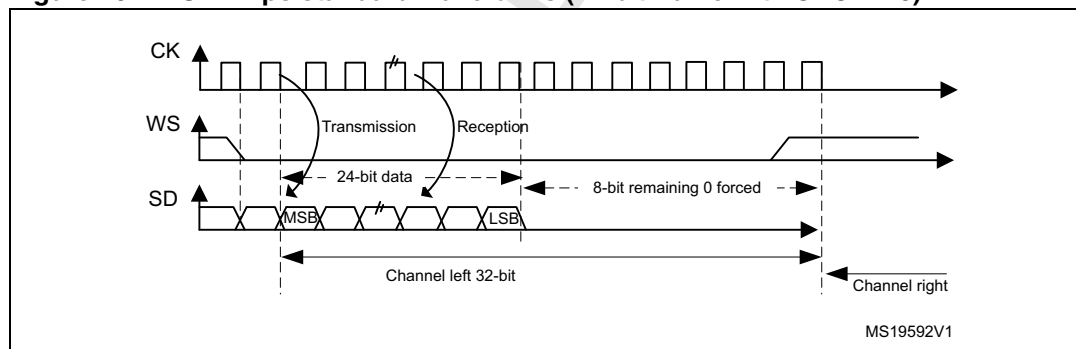 CK
WS
Transmission
Reception
24-bit data
8-bit remaining 0 forced
SD
MSB
LSB
Channel left 32-bit
Channel right
MS19592V1